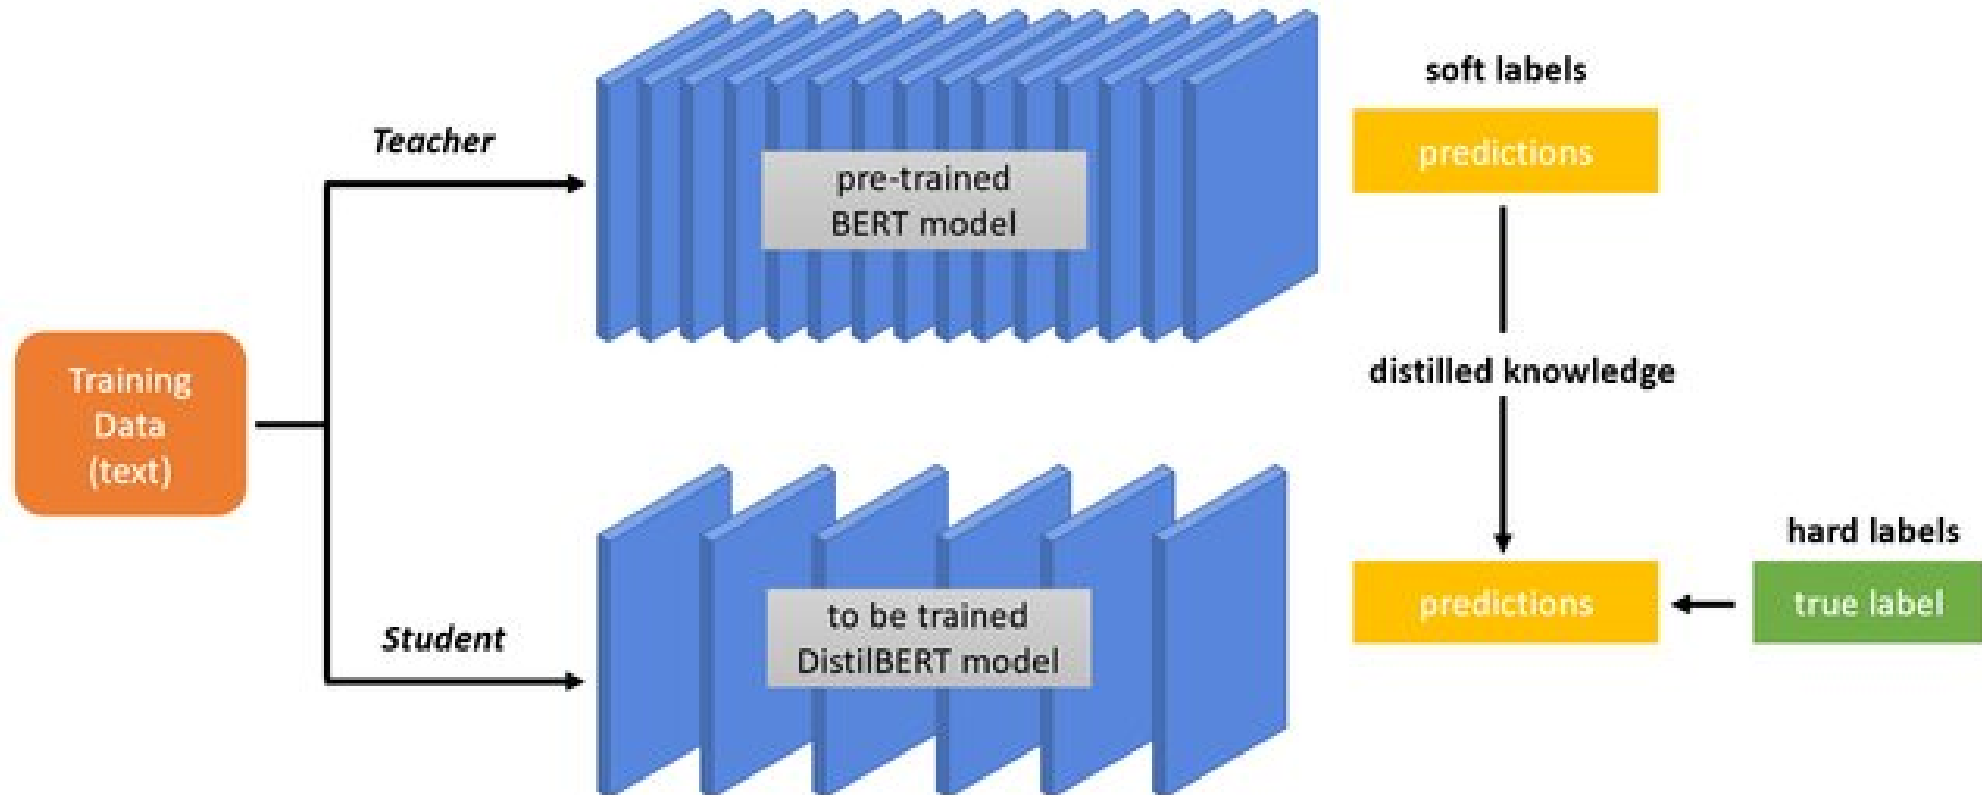 soft labels
predictions
Teacher
pre-trained
BERT model
distilled knowledge
Training
Data
(text)
hard labels
predictions
true label
Student
to be trained
DistilBERT model